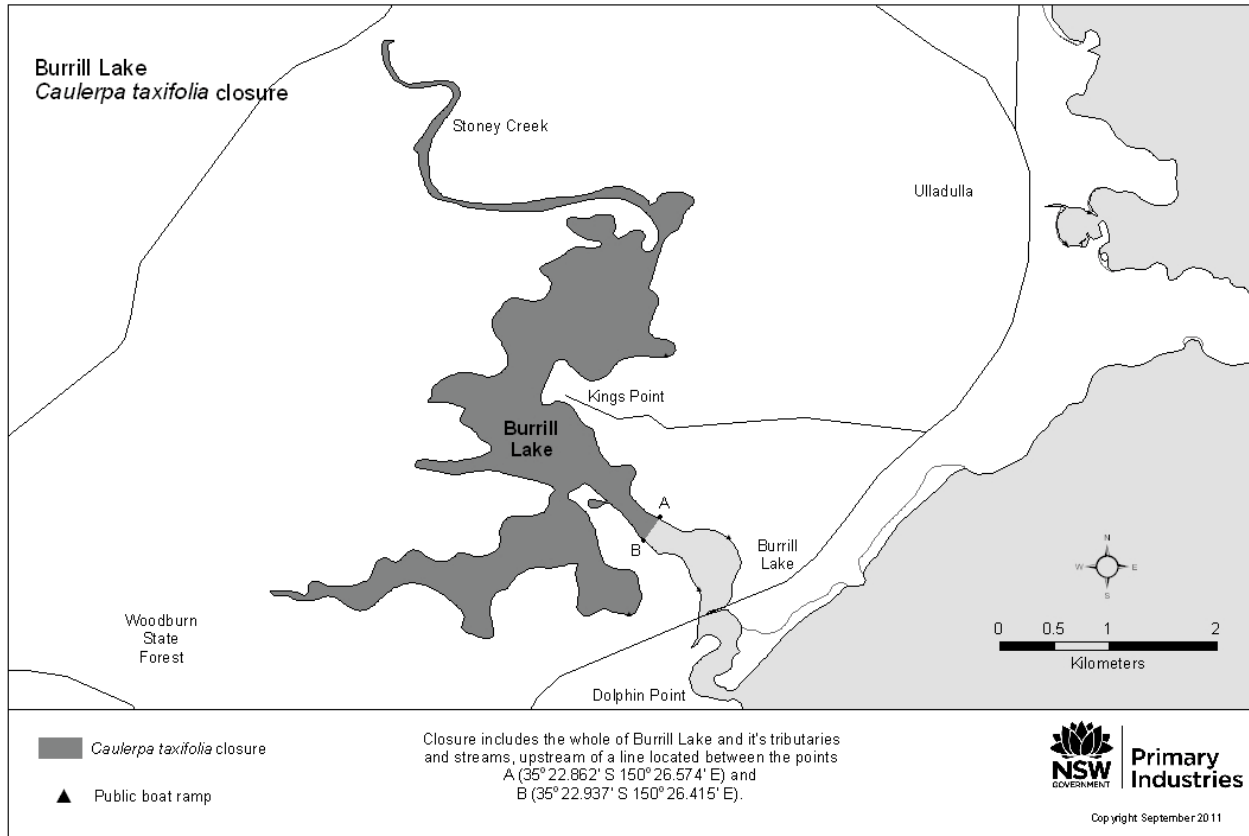 Burrill Lake
Caulerpa taxifolia closure
Stoney Creek
Ulladulla
Kings Point
Burrill
Lake
A
B
Burrill
Lake
N
W
E
S
Woodburn
State
Forest
0 0.5 1 2
Kilometers
Dolphin Point
Caulerpa taxifolia closure
Public boat ramp
Closure includes the whole of Burrill Lake and it's tributaries
and streams, upstream of a line located between the points
A (35° 22.862' S 150° 26.574' E) and
B (35° 22.937' S 150° 26.415' E).
NSW
GOVERNMENT
Primary
Industries
Copyright September 2011